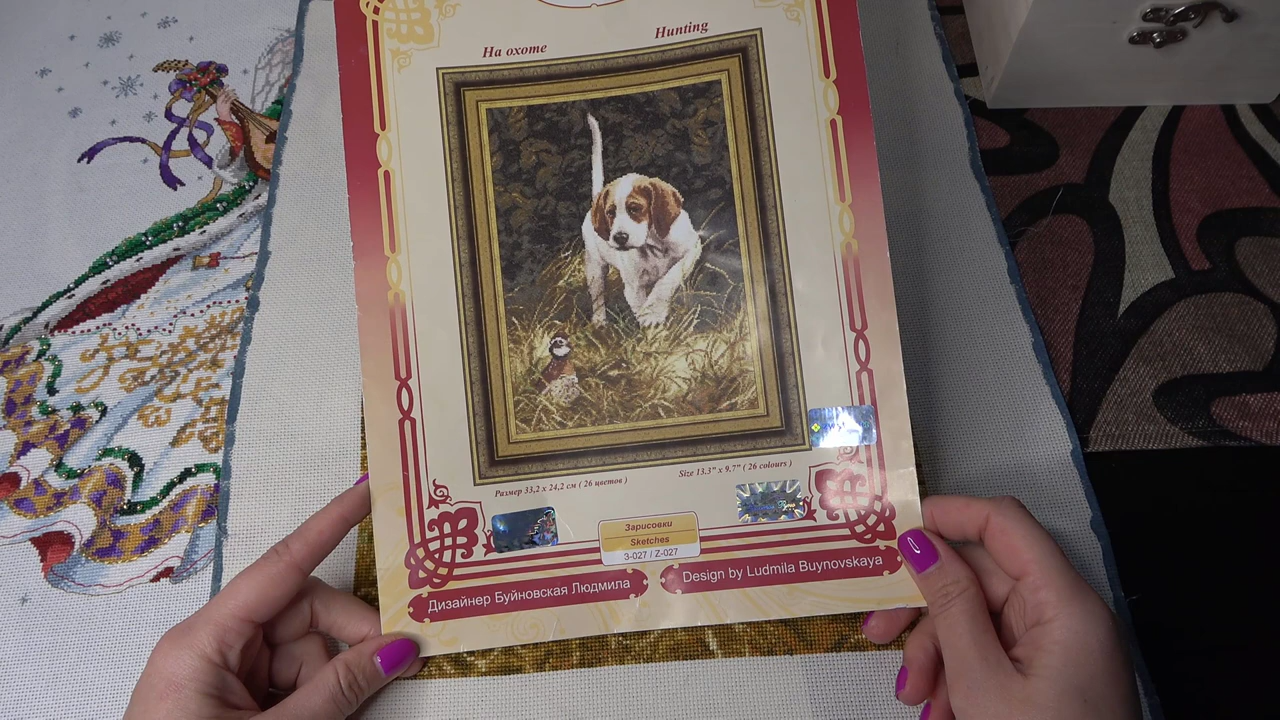 На охоте
Hunting
Размер 33,2 х 24,2 см ( 26 цветов )
Size 13.3" x 9.7" ( 26 colours )
Зарисовки
Sketches
З-027 / Z-027
Дизайнер Буйновская Людмила
Design by Ludmila Buynovskaya